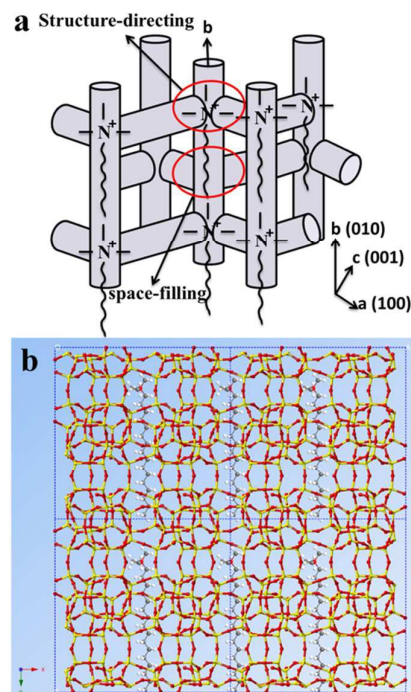 a
Structure-directing
b
N+
N+
N+
N+
N+
N+
N+
space-filling
b (010)
c (001)
a (100)
b
x